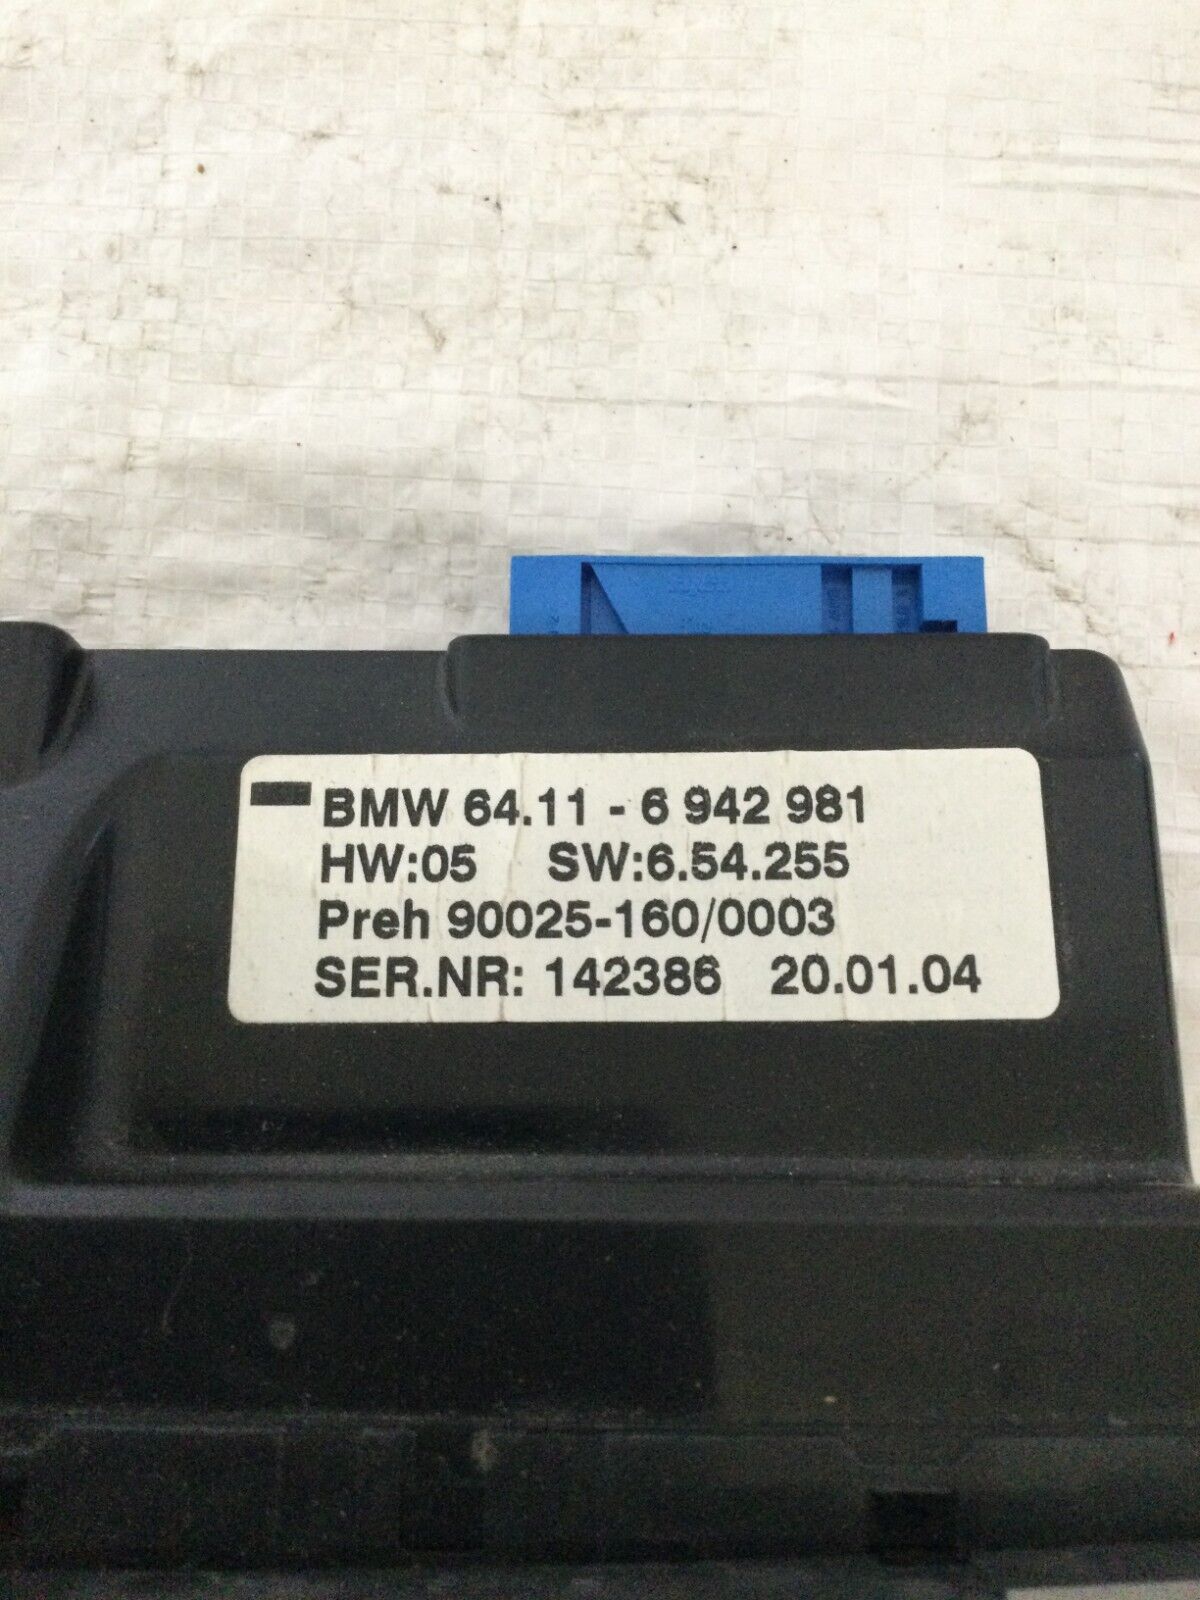 BMW 64.11 - 6 942 981
HW:05 SW:6.54.255
Preh 90025-160/0003
SER.NR: 142386 20.01.04